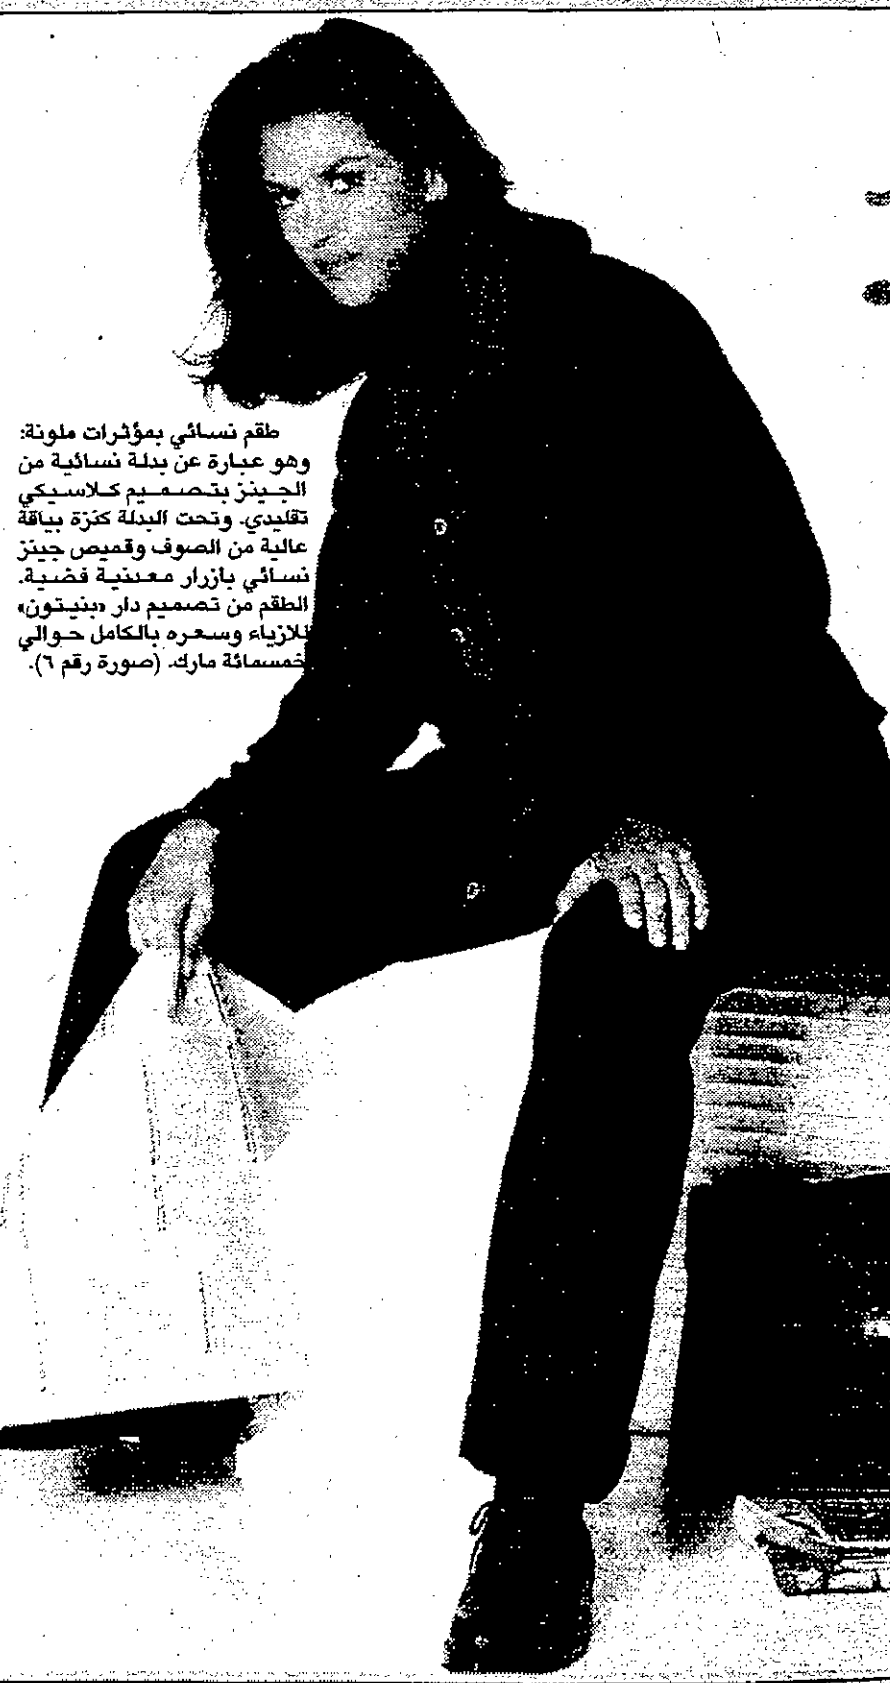 طقم نسائي بمؤثرات ملونة:
وهو عبارة عن بدلة نسائية من
الجينز بتصميم كلاسيكي
تقليدي. وتحت البدلة كنزة بياقة
عالية من الصوف وقميص جينز
نسائي بازرار معدنية فضية.
الطقم من تصميم دار «بنيتون»
للازياء وسعره بالكامل حوالي
خمسمائة مارك. (صورة رقم ٦).